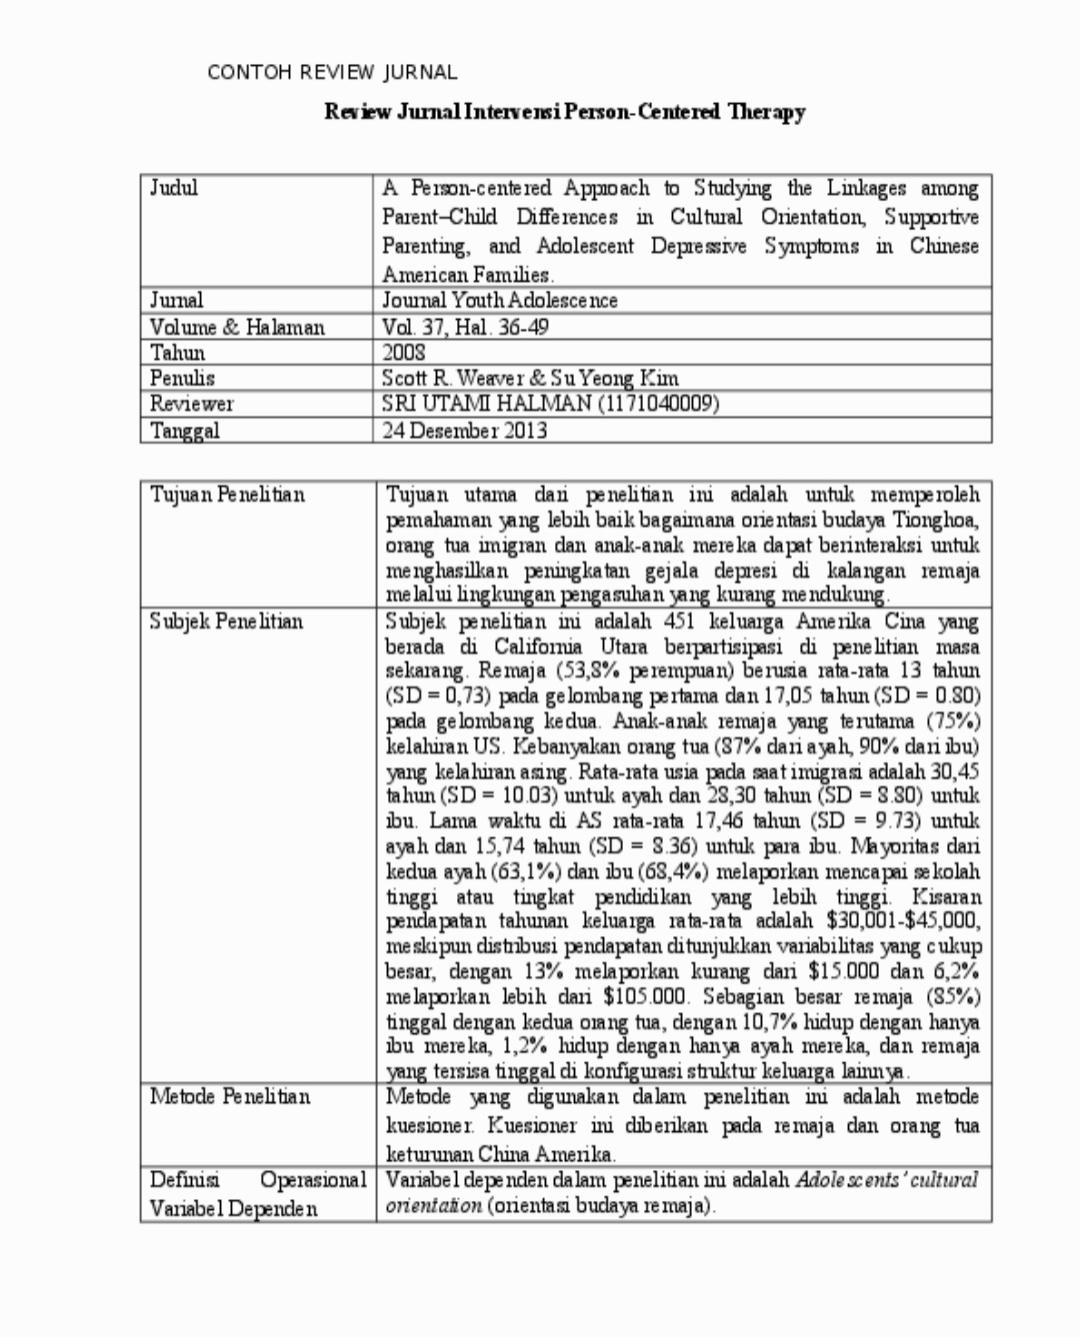 CONTOH REVIEW JURNAL
Review Jurnal Intervensi Person-Centered Therapy
Judul
A Person-centered Approach to Studying the Linkages among
Parent–Child Differences in Cultural Orientation, Supportive
Parenting, and Adolescent Depressive Symptoms in Chinese
American Families.
Jurnal
Journal Youth Adolescence
Volume & Halaman
Vol. 37, Hal. 36-49
Tahun
2008
Penulis
Scott R. Weaver & Su Yeong Kim
Reviewer
SRI UTAMI HALMAN (1171040009)
Tanggal
24 Desember 2013
Tujuan Penelitian
Tujuan utama dari penelitian ini adalah untuk memperoleh
pemahaman yang lebih baik bagaimana orientasi budaya Tionghoa,
orang tua imigran dan anak-anak mereka dapat berinteraksi untuk
menghasilkan peningkatan gejala depresi di kalangan remaja
melalui lingkungan pengasuhan yang kurang mendukung.
Subjek Penelitian
Subjek penelitian ini adalah 451 keluarga Amerika Cina yang
berada di California Utara berpartisipasi di penelitian masa
sekarang. Remaja (53,8% perempuan) berusia rata-rata 13 tahun
(SD = 0,73) pada gelombang pertama dan 17,05 tahun (SD = 0.80)
pada gelombang kedua. Anak-anak remaja yang terutama (75%)
kelahiran US. Kebanyakan orang tua (87% dari ayah, 90% dari ibu)
yang kelahiran asing. Rata-rata usia pada saat imigrasi adalah 30,45
tahun (SD = 10.03) untuk ayah dan 28,30 tahun (SD = 8.80) untuk
ibu. Lama waktu di AS rata-rata 17,46 tahun (SD = 9.73) untuk
ayah dan 15,74 tahun (SD = 8.36) untuk para ibu. Mayoritas dari
kedua ayah (63,1%) dan ibu (68,4%) melaporkan mencapai sekolah
tinggi atau tingkat pendidikan yang lebih tinggi. Kisaran
pendapatan tahunan keluarga rata-rata adalah $30,001-$45,000,
meskipun distribusi pendapatan ditunjukkan variabilitas yang cukup
besar, dengan 13% melaporkan kurang dari $15.000 dan 6,2%
melaporkan lebih dari $105.000. Sebagian besar remaja (85%)
tinggal dengan kedua orang tua, dengan 10,7% hidup dengan hanya
ibu mereka, 1,2% hidup dengan hanya ayah mereka, dan remaja
yang tersisa tinggal di konfigurasi struktur keluarga lainnya.
Metode Penelitian
Metode yang digunakan dalam penelitian ini adalah metode
kuesioner. Kuesioner ini diberikan pada remaja dan orang tua
keturunan China Amerika.
Definisi Operasional
Variabel Dependen
Variabel dependen dalam penelitian ini adalah Adolescents' cultural
orientation (orientasi budaya remaja).